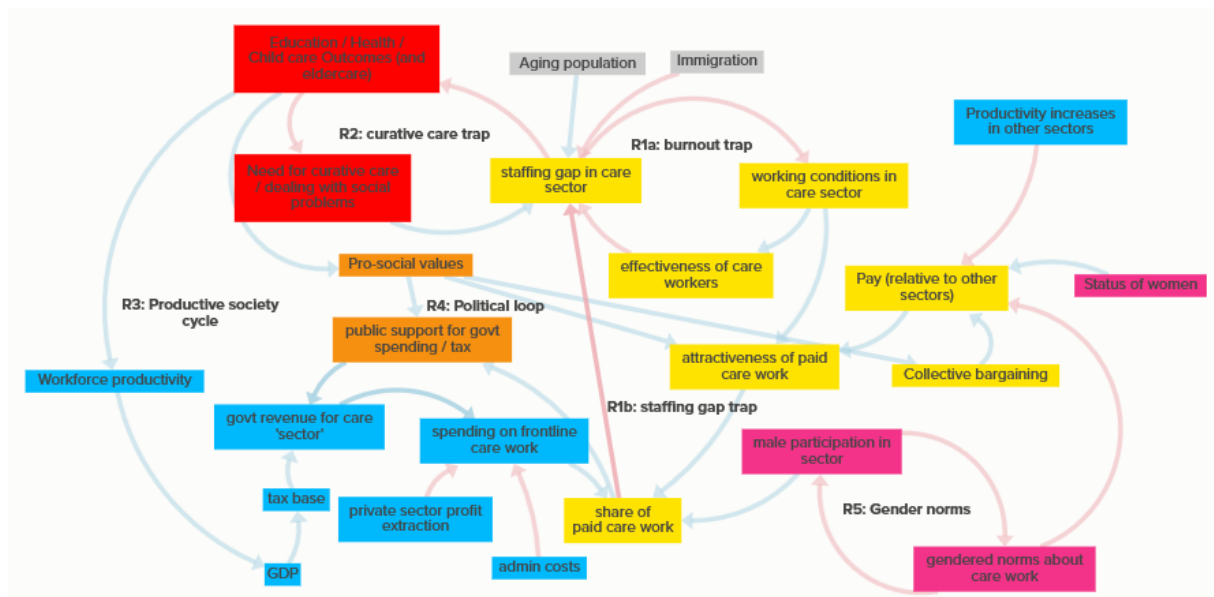 Education / Health /
Child care Outcomes (and
eldercare)
Aging population
Immigration
Productivity increases
in other sectors
R2: curative care trap
R1a: burnout trap
Need for curative care
/ dealing with social
problems
staffing gap in care
sector
working conditions in
care sector
Pro-social values
effectiveness of care
workers
Pay (relative to other
sectors)
Status of women
R3: Productive society
cycle
R4: Political loop
public support for govt
spending / tax
attractiveness of paid
care work
Collective bargaining
Workforce productivity
govt revenue for care
'sector'
spending on frontline
care work
R1b: staffing gap trap
male participation in
sector
tax base
private sector profit
extraction
share of
paid care work
R5: Gender norms
GDP
admin costs
gendered norms about
care work